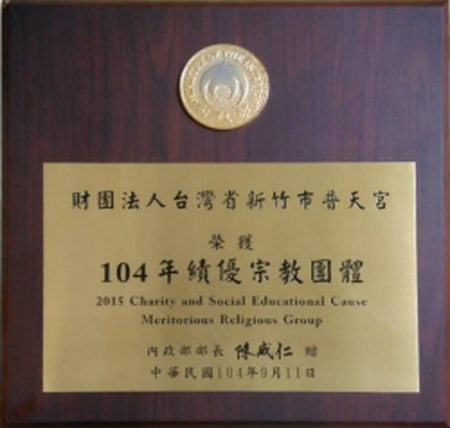 財團法人台灣省新竹市普天宮
榮獲
104年績優宗教團體
2015 Charity and Social Educational Cause
Meritorious Religious Group
內政部部長 陳威仁 贈
中華民國104年9月11日